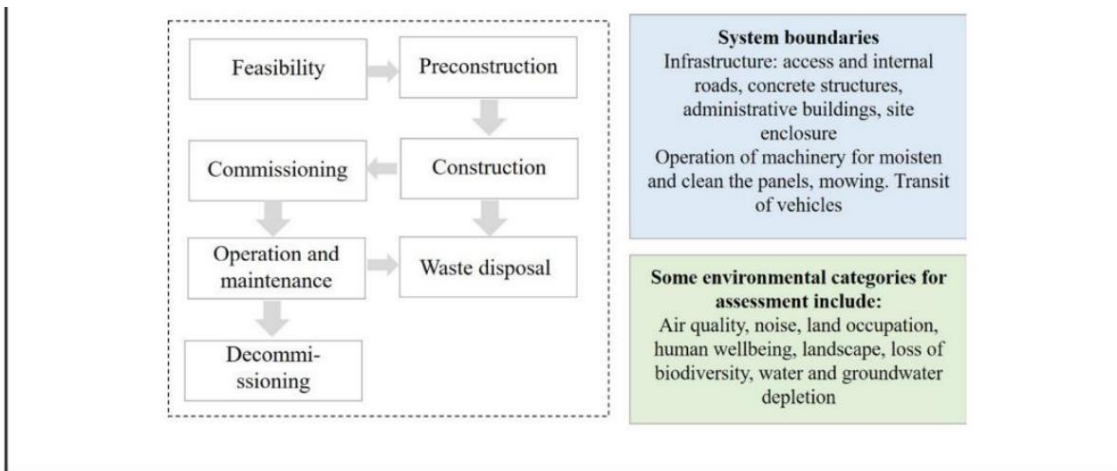 Feasibility
Preconstruction
Commissioning
Construction
Operation and
maintenance
Waste disposal
Decommi-
ssioning
System boundaries
Infrastructure: access and internal
roads, concrete structures,
administrative buildings, site
enclosure
Operation of machinery for moisten
and clean the panels, mowing. Transit
of vehicles
Some environmental categories for
assessment include:
Air quality, noise, land occupation,
human wellbeing, landscape, loss of
biodiversity, water and groundwater
depletion